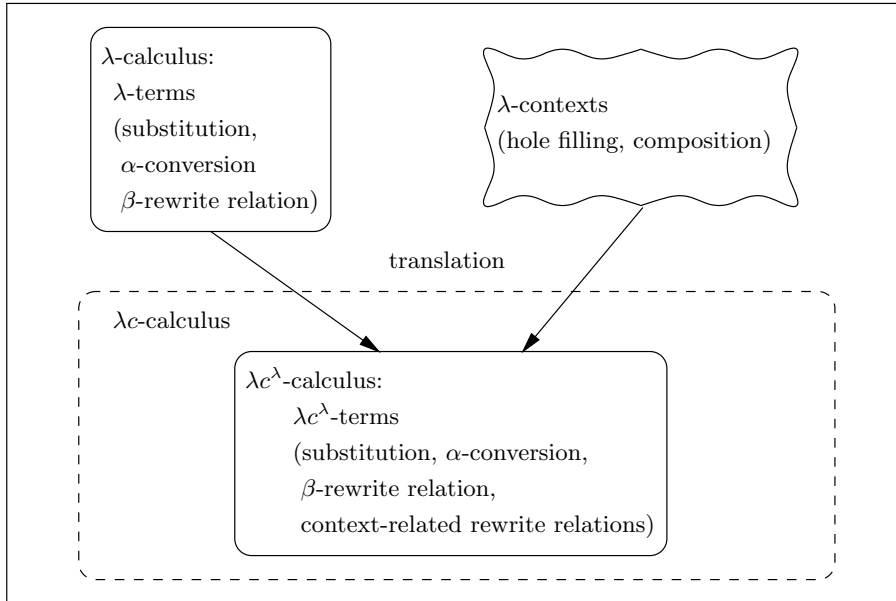 λ-calculus:
λ-terms
(substitution,
α-conversion
β-rewrite relation)
λ-contexts
(hole filling, composition)
translation
λc-calculus
λc^λ-calculus:
λc^λ-terms
(substitution, α-conversion,
β-rewrite relation,
context-related rewrite relations)